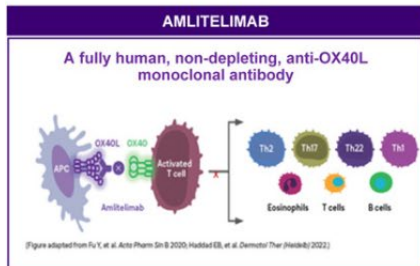 AMLITELIMAB
A fully human, non-depleting, anti-OX40L
monoclonal antibody
OX40L OX40
APC
Activated
T cell
Amlitelimab
Th2 Th17 Th22 Th1
Eosinophils T cells B cells
(Figure adapted from Fu Y, et al. Acta Pharm Sin B 2020; Haddad EB, et al. Dermatol Ther (Heidelb) 2022.)